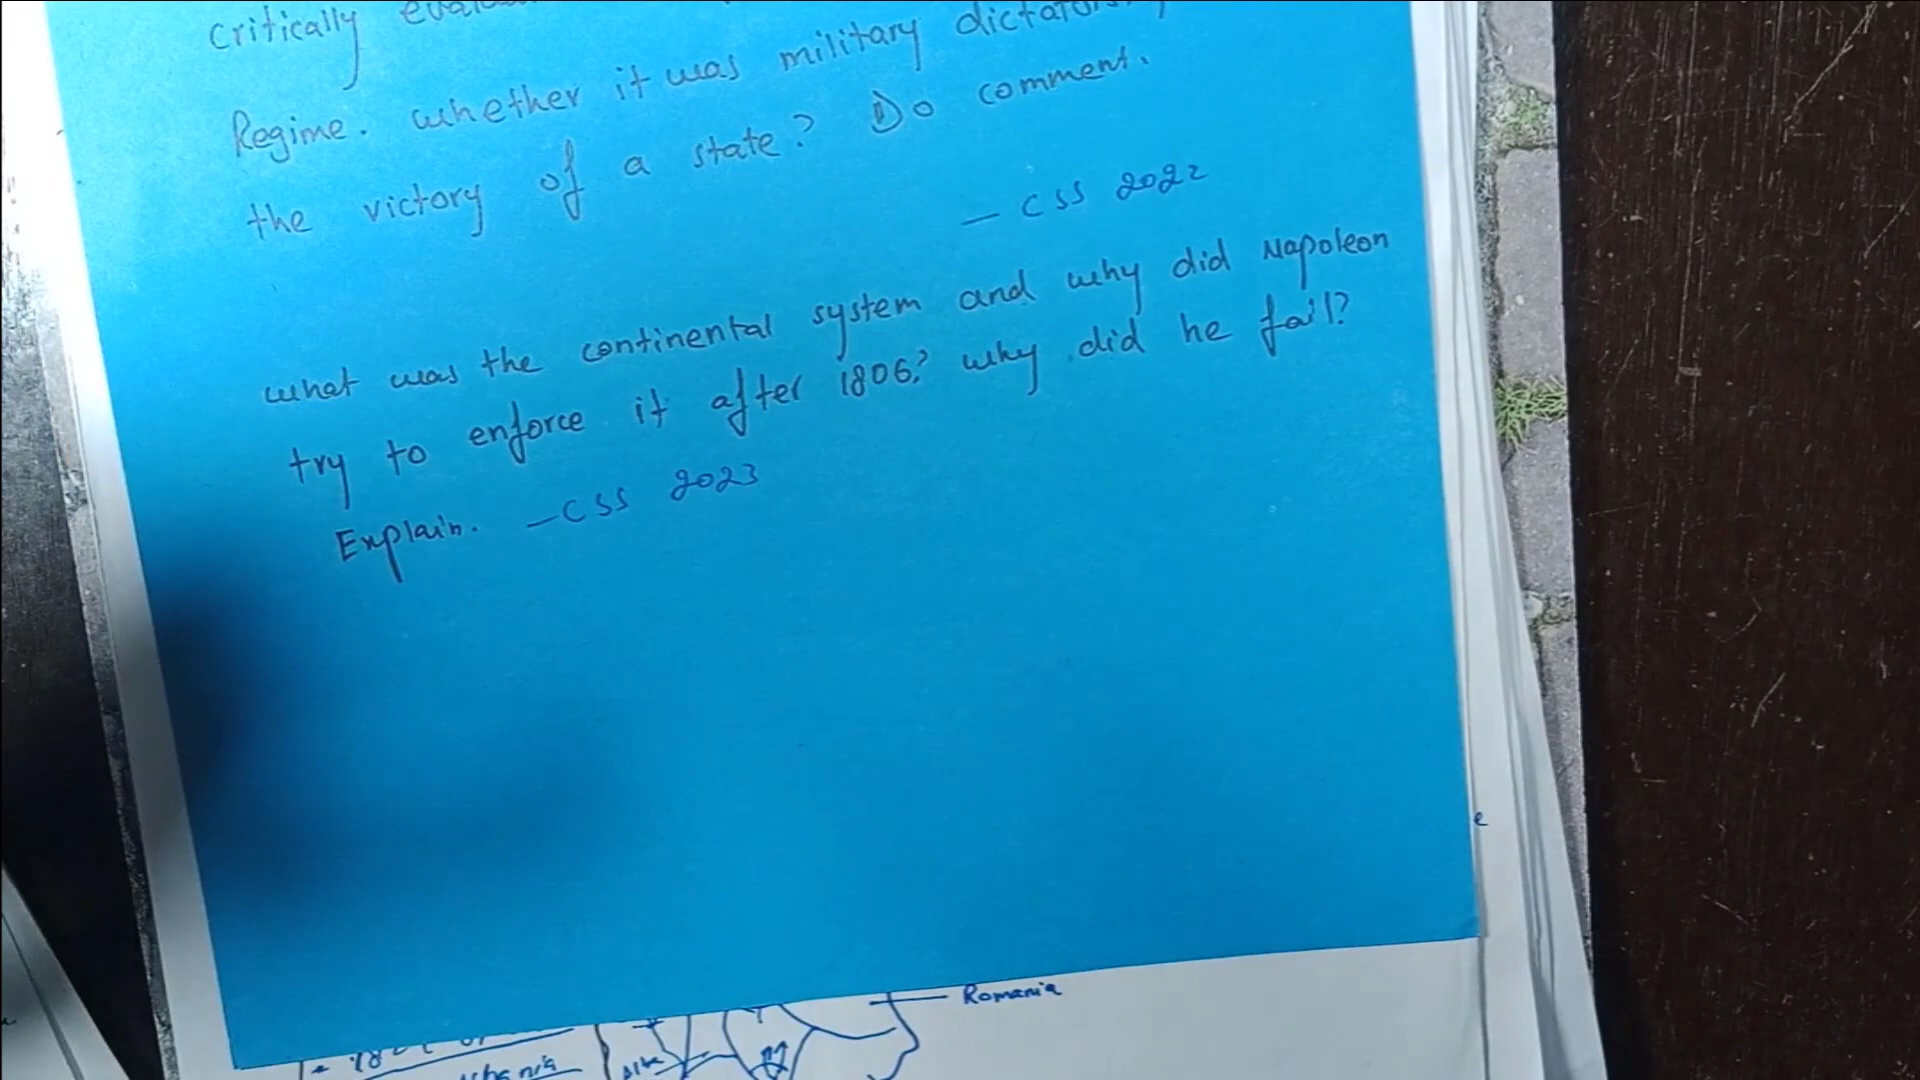 critically
Regime. whether it was military
the victory of a state? Do comment.
— CSS 2022
what was the continental system and why did Napoleon
try to enforce it after 1806? why did he fail?
Explain. — CSS 2023
e
Romania